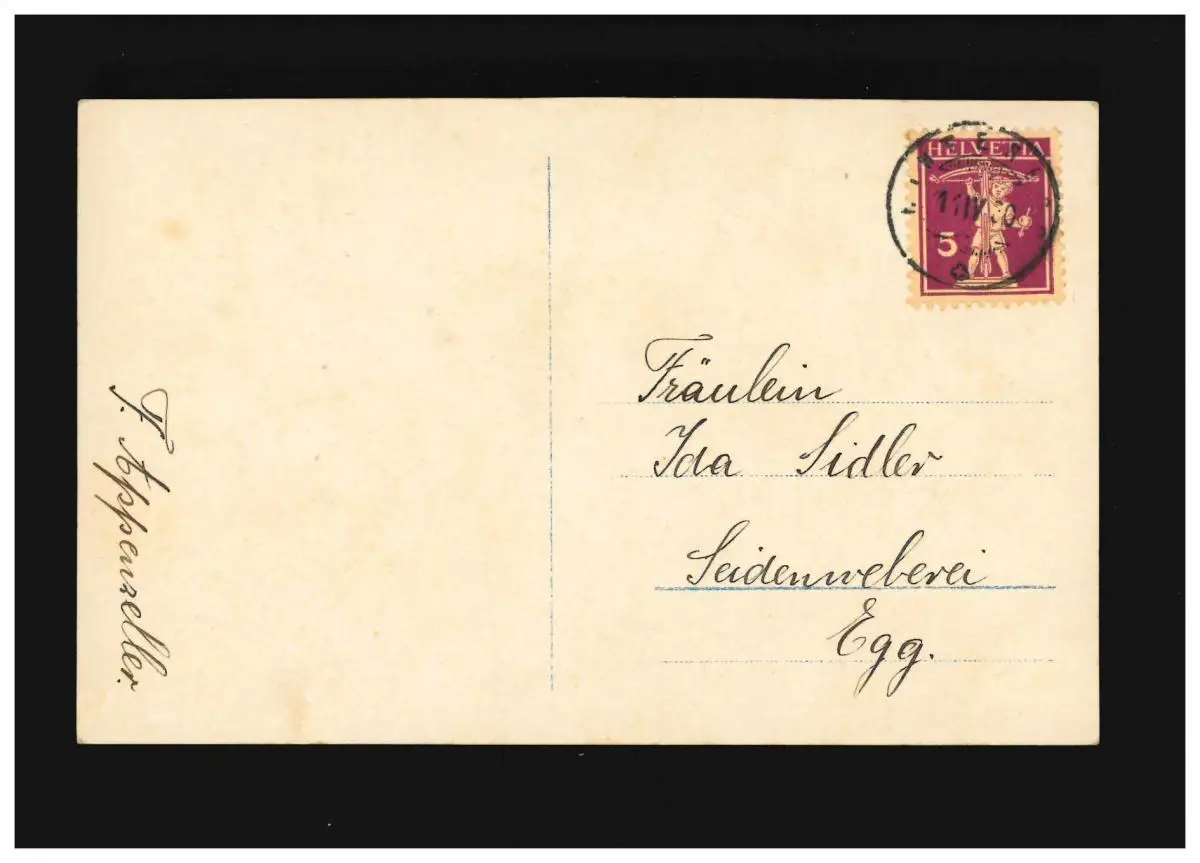 HELVETIA
5
Fräulein
Ida Sidler
Seidenweberei
Egg.
F. Appenzeller.